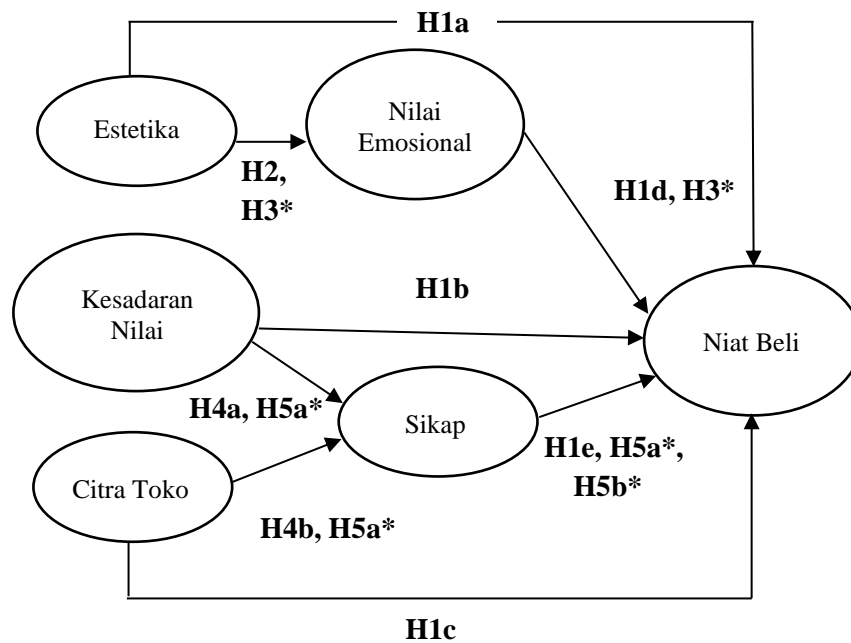 H1a
Estetika
Nilai
Emosional
H2,
H3*
H1d, H3*
Kesadaran
Nilai
H1b
Niat Beli
H4a, H5a*
Sikap
H1e, H5a*,
H5b*
Citra Toko
H4b, H5a*
H1c